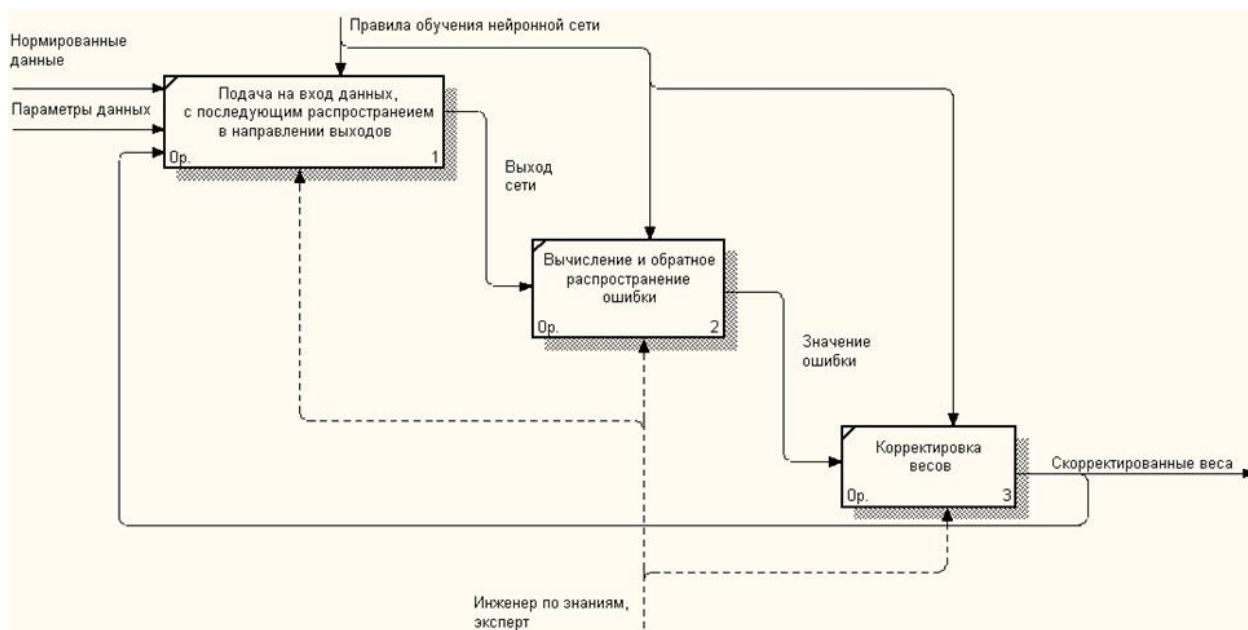 Правила обучения нейронной сети
Нормированные
данные
Параметры данных
Подача на вход данных,
с последующим распространеием
в направлении выходов
0р.
1
Выход
сети
Вычисление и обратное
распространение
ошибки
0р.
2
Значение
ошибки
Корректировка
весов
0р.
3
Скорректированные веса
Инженер по знаниям,
эксперт